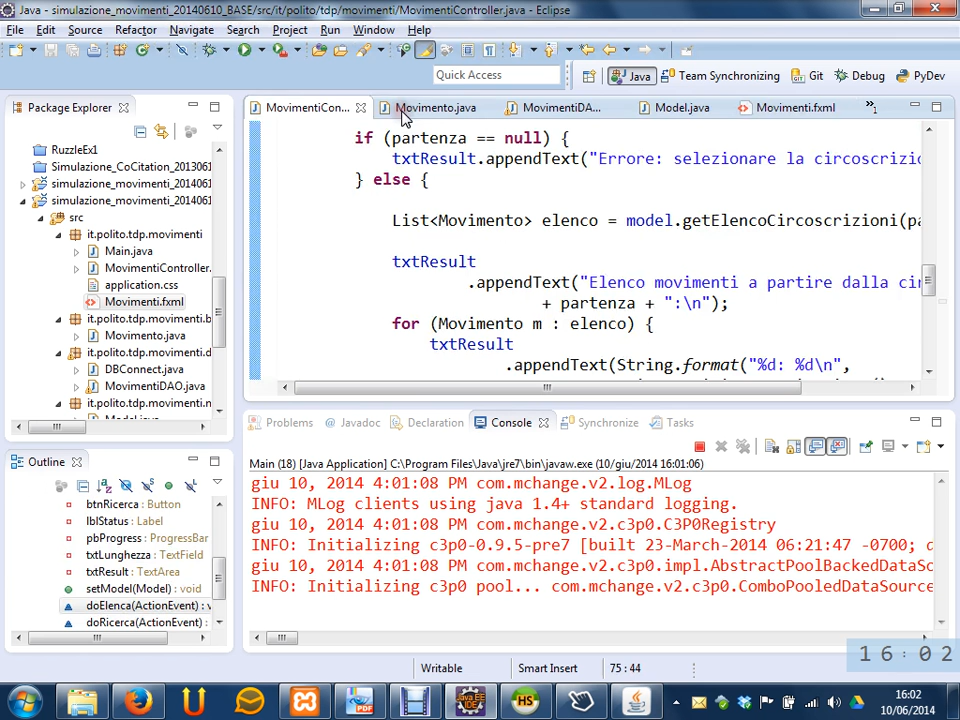 Java - simulazione_movimenti_20140610_BASE/src/it/polito/tdp/movimenti/MovimentiController.java - Eclipse
File Edit Source Refactor Navigate Search Project Run Window Help
Quick Access
Java Team Synchronizing Git Debug PyDev
Package Explorer
RuzzleEx1
Simulazione_CoCitation_201306
simulazione_movimenti_2014061
simulazione_movimenti_2014061
src
it.polito.tdp.movimenti
Main.java
MovimentiController.
application.css
Movimenti.fxml
it.polito.tdp.movimenti.b
Movimento.java
it.polito.tdp.movimenti.d
DBConnect.java
MovimentiDAO.java
it.polito.tdp.movimenti.n
Outline
btnRicerca : Button
lblStatus : Label
pbProgress : ProgressBar
txtLunghezza : TextField
txtResult : TextArea
setModel(Model) : void
doElenca(ActionEvent) : v
doRicerca(ActionEvent) :
MovimentiCon... Movimento.java MovimentiDA... Model.java Movimenti.fxml »1
if (partenza == null) {
txtResult.appendText("Errore: selezionare la circoscrizio
} else {
List<Movimento> elenco = model.getElencoCircoscrizioni(pa
txtResult
.appendText("Elenco movimenti a partire dalla ci
+ partenza + ":\n");
for (Movimento m : elenco) {
txtResult
.appendText(String.format("%d: %d\n",
Problems Javadoc Declaration Console Synchronize Tasks
Main (18) [Java Application] C:\Program Files\Java\jre7\bin\javaw.exe (10/giu/2014 16:01:06)
giu 10, 2014 4:01:08 PM com.mchange.v2.log.MLog
INFO: MLog clients using java 1.4+ standard logging.
giu 10, 2014 4:01:08 PM com.mchange.v2.c3p0.C3P0Registry
INFO: Initializing c3p0-0.9.5-pre7 [built 23-March-2014 06:21:47 -0700; d
giu 10, 2014 4:01:08 PM com.mchange.v2.c3p0.impl.AbstractPoolBackedDataSo
INFO: Initializing c3p0 pool... com.mchange.v2.c3p0.ComboPooledDataSource
16:02
Writable Smart Insert 75 : 44
16:02
10/06/2014